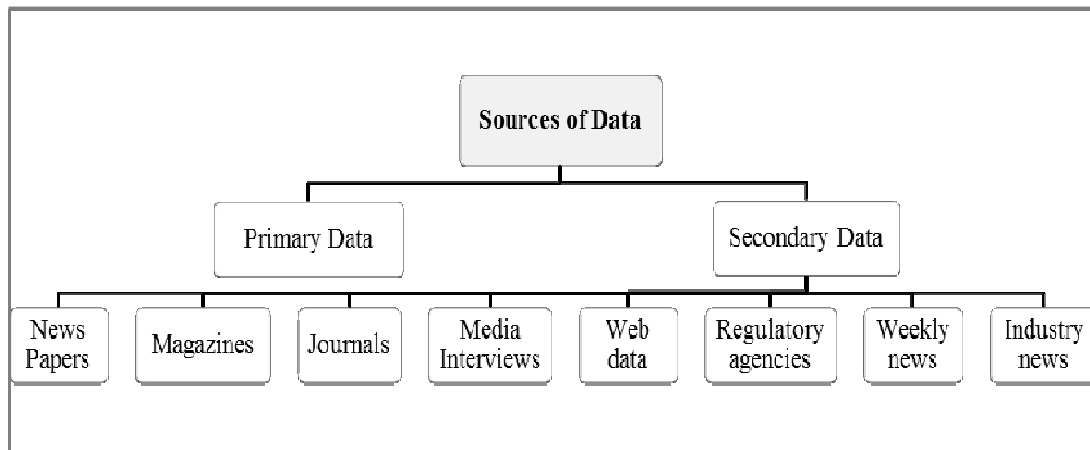 Sources of Data
Primary Data
Secondary Data
News
Papers
Magazines
Journals
Media
Interviews
Web
data
Regulatory
agencies
Weekly
news
Industry
news